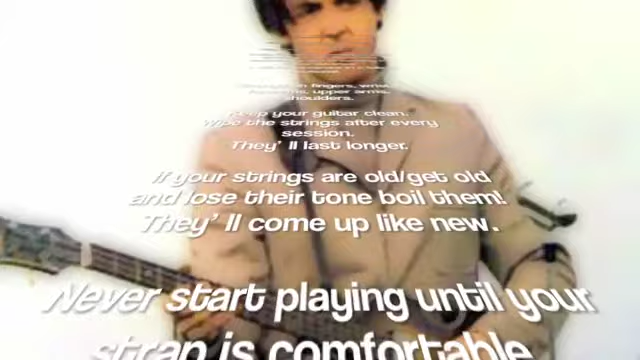 fingers, wrist,
upper arms,
shoulders.
Keep your guitar clean.
Wipe the strings after every
session.
They' ll last longer.
If your strings are old/get old
and lose their tone boil them!
They' ll come up like new.
Never start playing until your
strap is comfortable